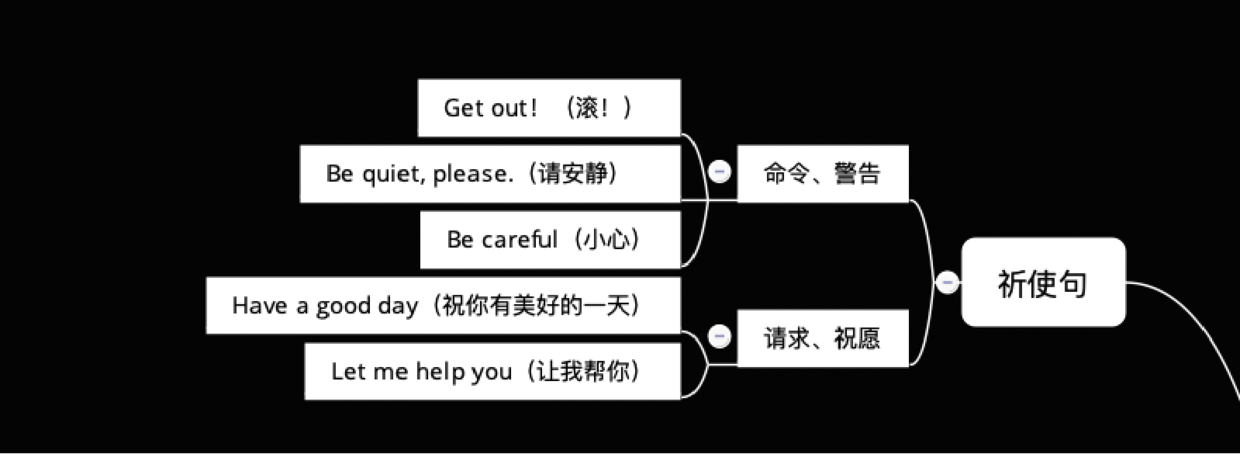 Get out! （滚！）
Be quiet, please.（请安静）
命令、警告
Be careful（小心）
祈使句
Have a good day（祝你有美好的一天）
请求、祝愿
Let me help you（让我帮你）